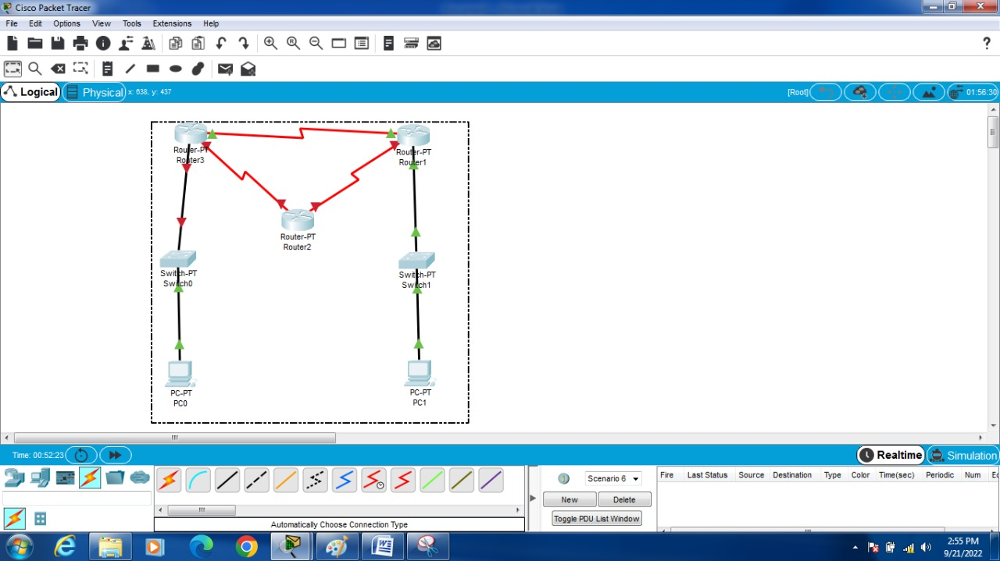 Cisco Packet Tracer
File Edit Options View Tools Extensions Help
?
Logical Physical x: 638, y: 437 [Root] 01:56:30
Router-PT
Router3
Router-PT
Router1
Router-PT
Router2
Switch-PT
Switch0
Switch-PT
Switch1
PC-PT
PC0
PC-PT
PC1
Time: 00:52:23 Realtime Simulation
Scenario 6
New Delete
Toggle PDU List Window
Fire Last Status Source Destination Type Color Time(sec) Periodic Num
Automatically Choose Connection Type
2:55 PM
9/21/2022